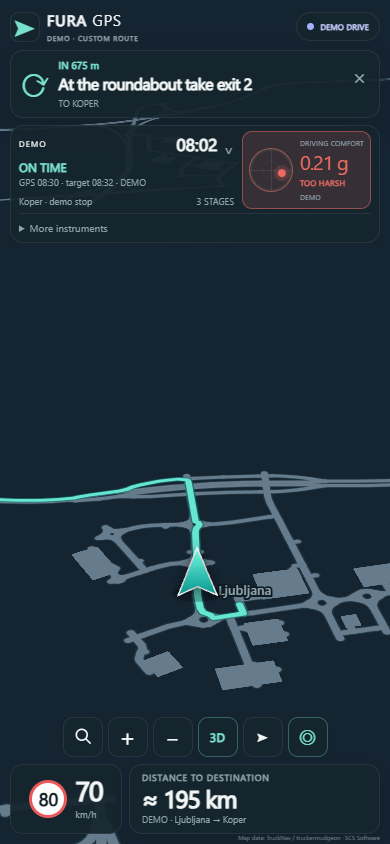 FURA GPS
DEMO · CUSTOM ROUTE
DEMO DRIVE
IN 675 m
At the roundabout take exit 2
TO KOPER
DEMO
08:02
ON TIME
GPS 08:30 · target 08:32 · DEMO
Koper · demo stop
3 STAGES
DRIVING COMFORT
0.21 g
TOO HARSH
DEMO
More instruments
Ljubljana
3D
80
70
km/h
DISTANCE TO DESTINATION
≈ 195 km
DEMO · Ljubljana → Koper
Map data: TruckNav / truckermudgeon · SCS Software